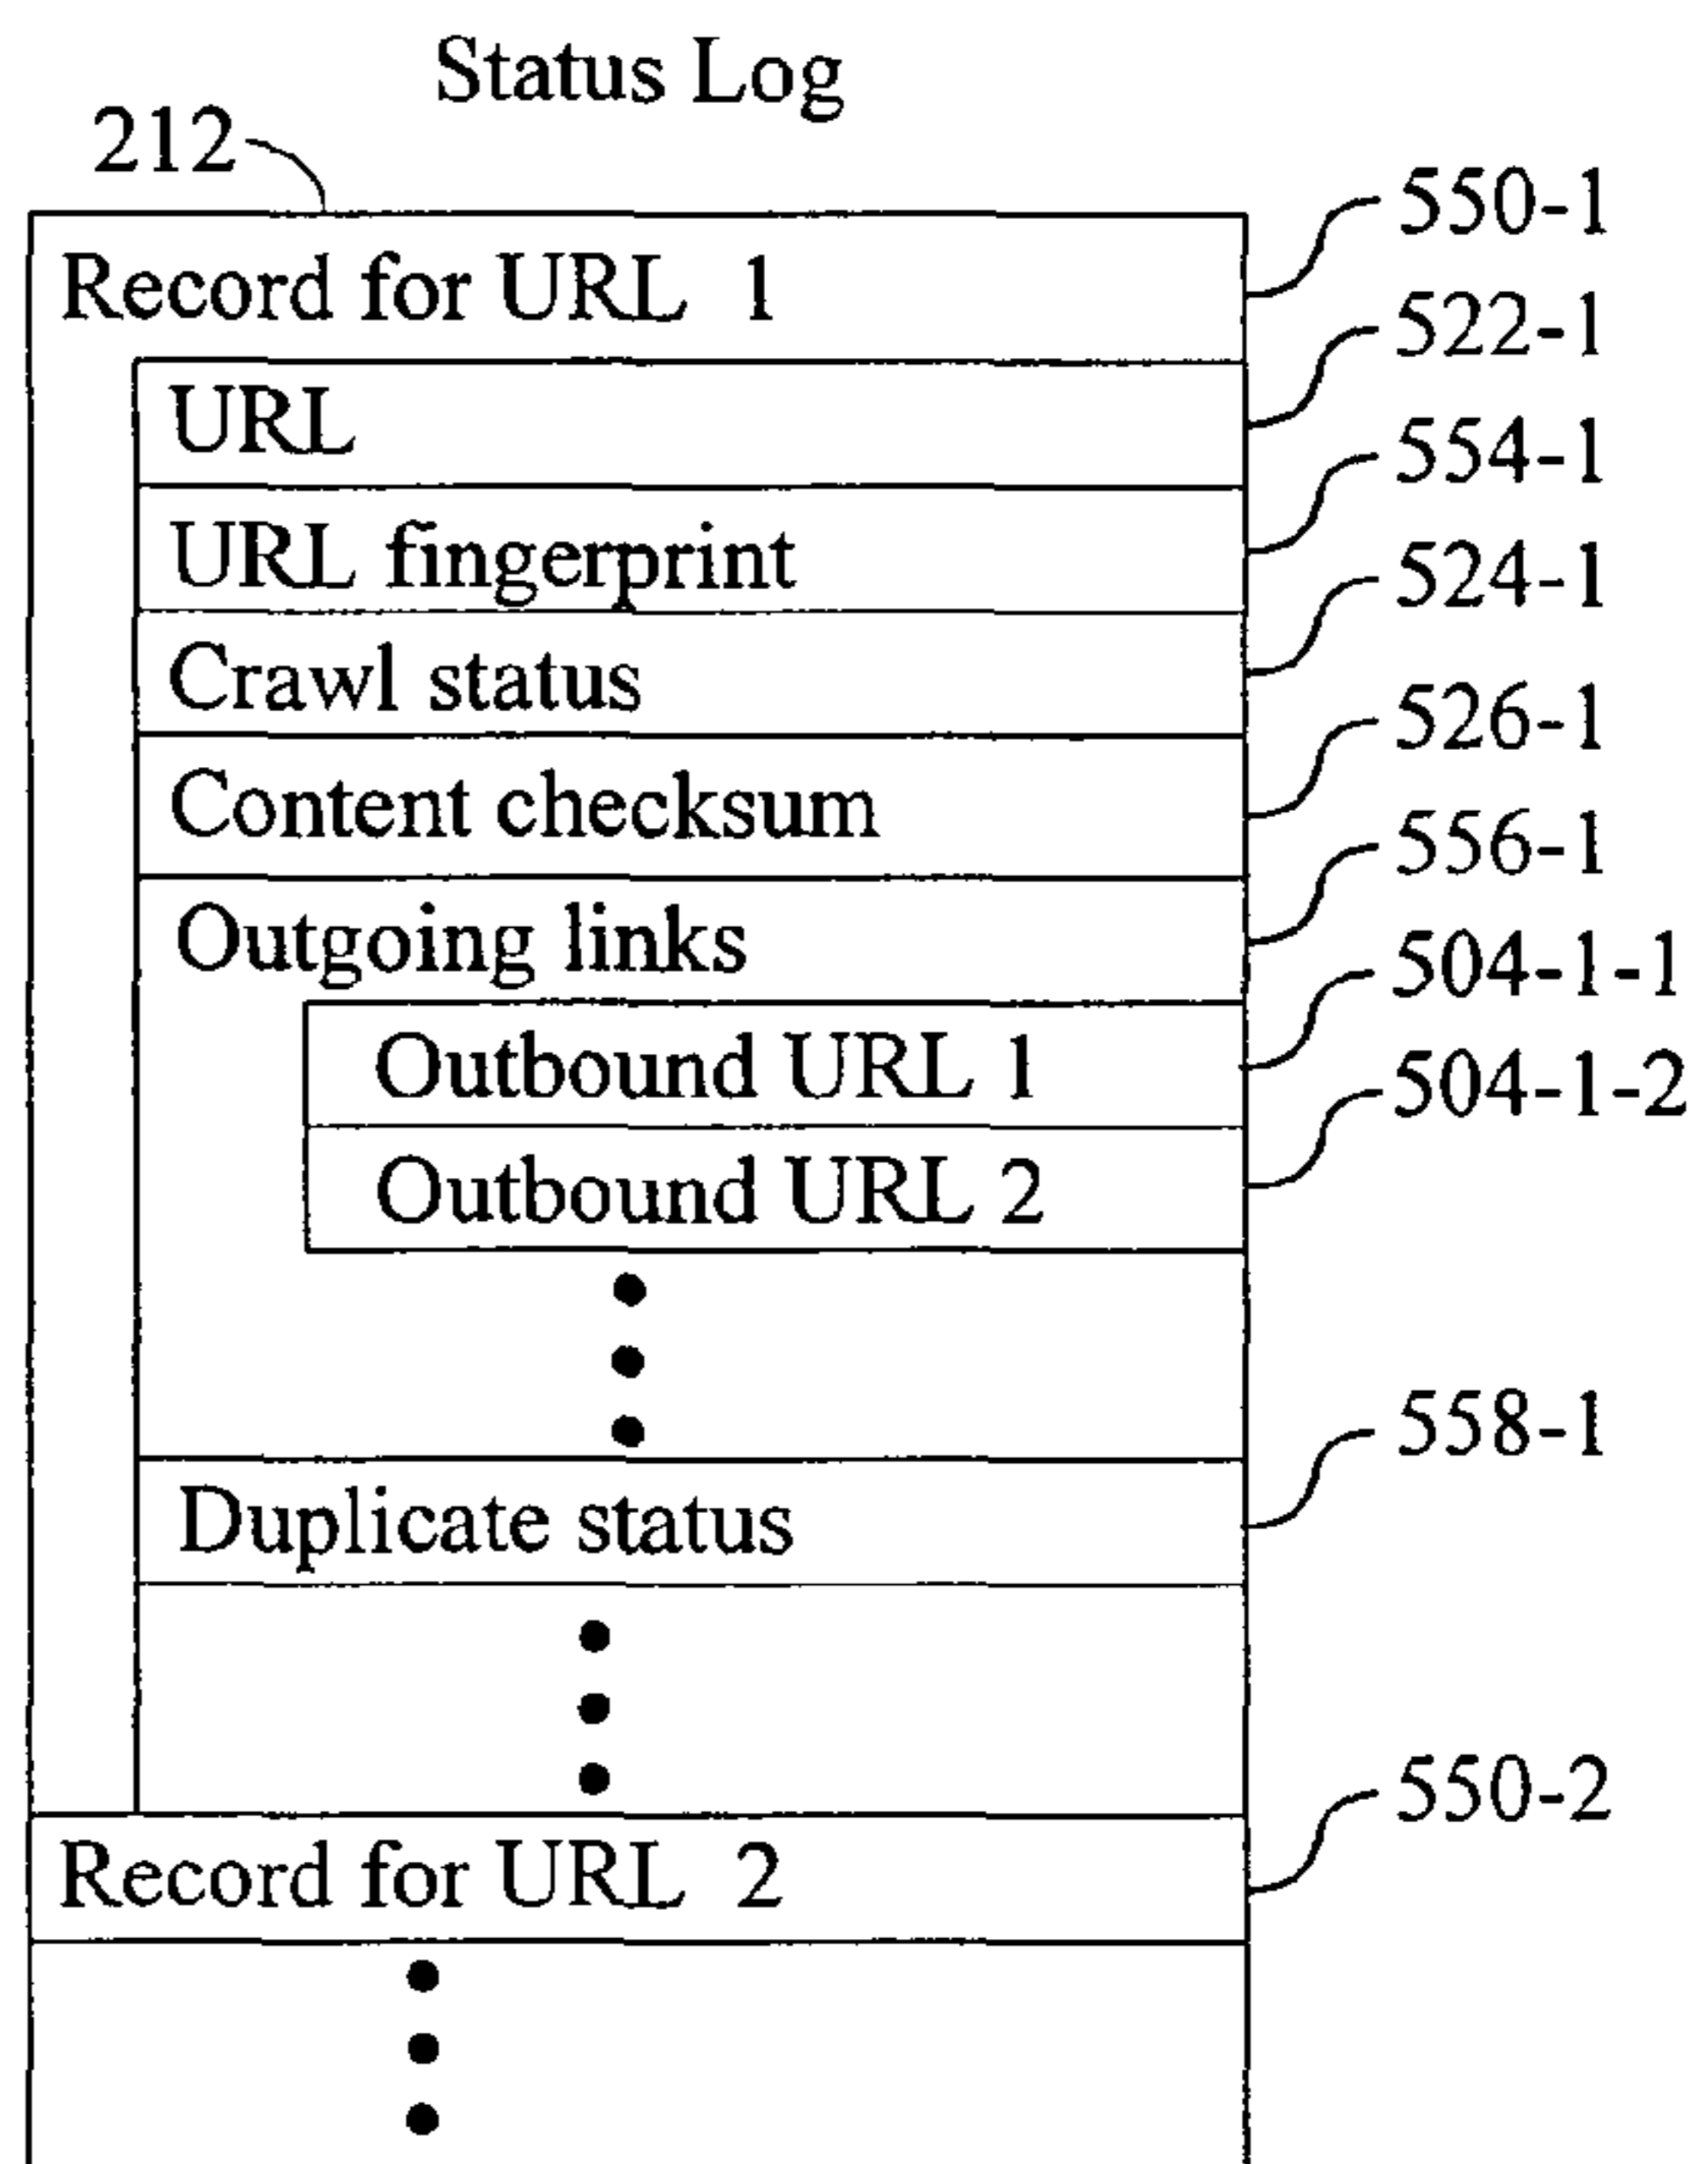 Status Log
212
Record for URL 1
550-1
URL
522-1
URL fingerprint
554-1
Crawl status
524-1
Content checksum
526-1
Outgoing links
556-1
Outbound URL 1
504-1-1
Outbound URL 2
504-1-2
Duplicate status
558-1
Record for URL 2
550-2